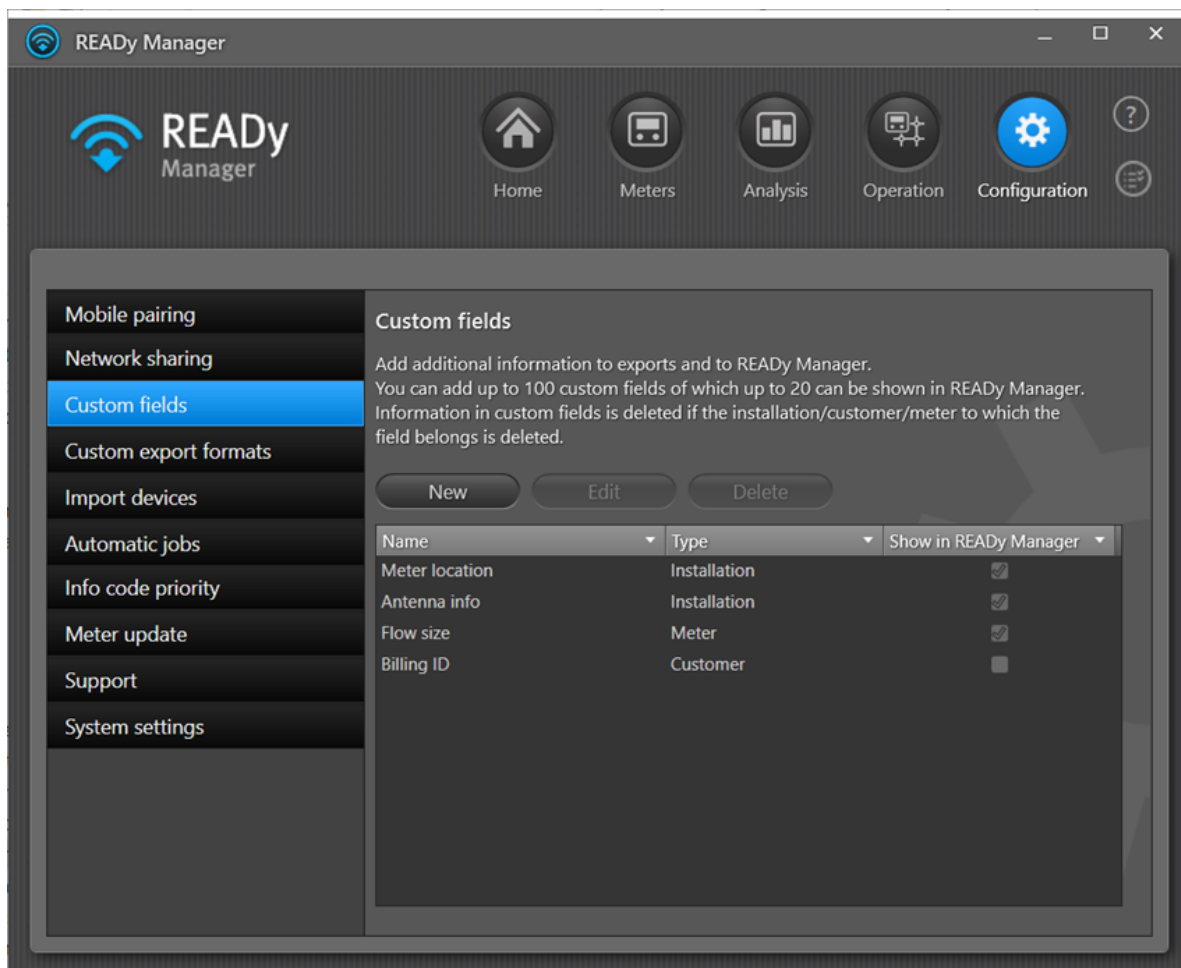 READy Manager
READy
Manager
Home Meters Analysis Operation Configuration
?
Mobile pairing
Network sharing
Custom fields
Custom export formats
Import devices
Automatic jobs
Info code priority
Meter update
Support
System settings
Custom fields
Add additional information to exports and to READy Manager.
You can add up to 100 custom fields of which up to 20 can be shown in READy Manager.
Information in custom fields is deleted if the installation/customer/meter to which the
field belongs is deleted.
New Edit Delete
Name Type Show in READy Manager
Meter location Installation
Antenna info Installation
Flow size Meter
Billing ID Customer